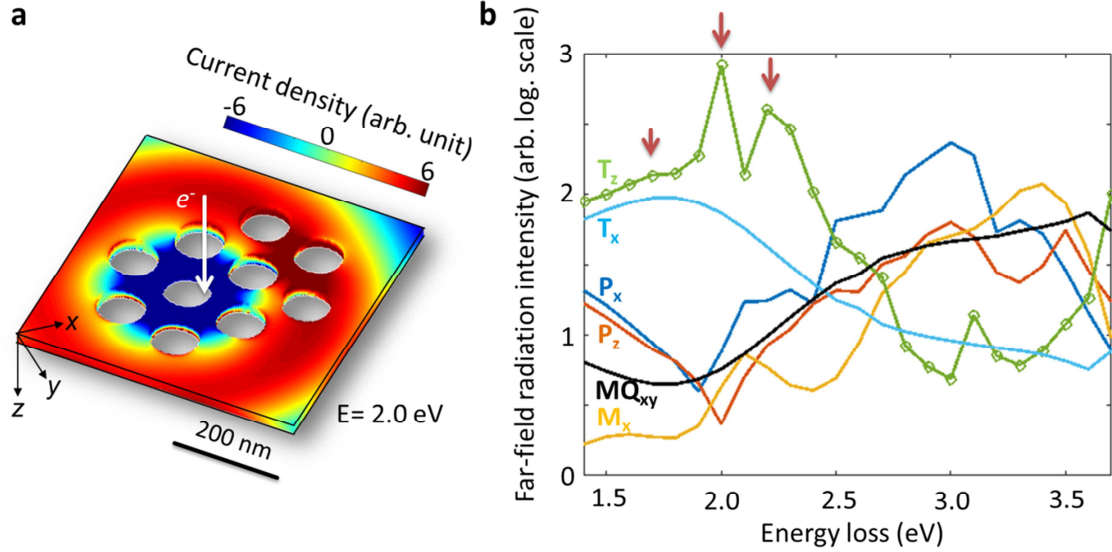 a
Current density (arb. unit)
-6 0 6
e-
x
y
z
E= 2.0 eV
200 nm
b
Far-field radiation intensity (arb. log. scale)
3
2
1
0
Tz
Tx
Px
Pz
MQxy
Mx
1.5 2.0 2.5 3.0 3.5
Energy loss (eV)